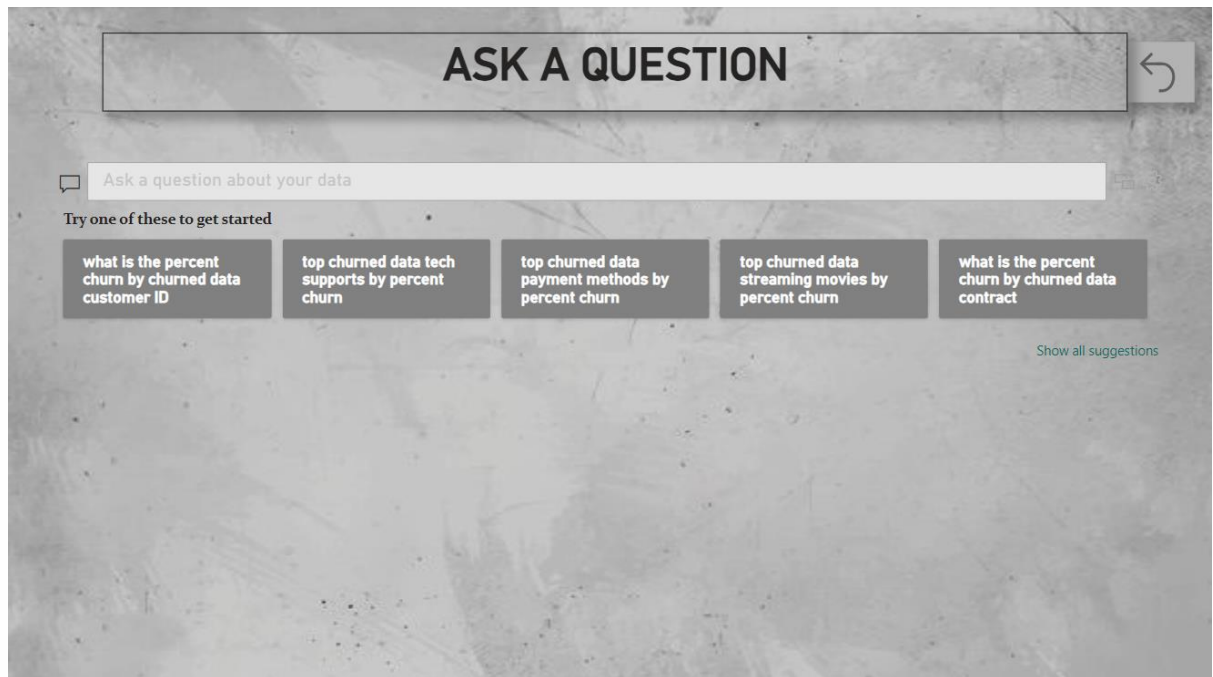 ASK A QUESTION
Ask a question about your data
Try one of these to get started
what is the percent
churn by churned data
customer ID
top churned data tech
supports by percent
churn
top churned data
payment methods by
percent churn
top churned data
streaming movies by
percent churn
what is the percent
churn by churned data
contract
Show all suggestions